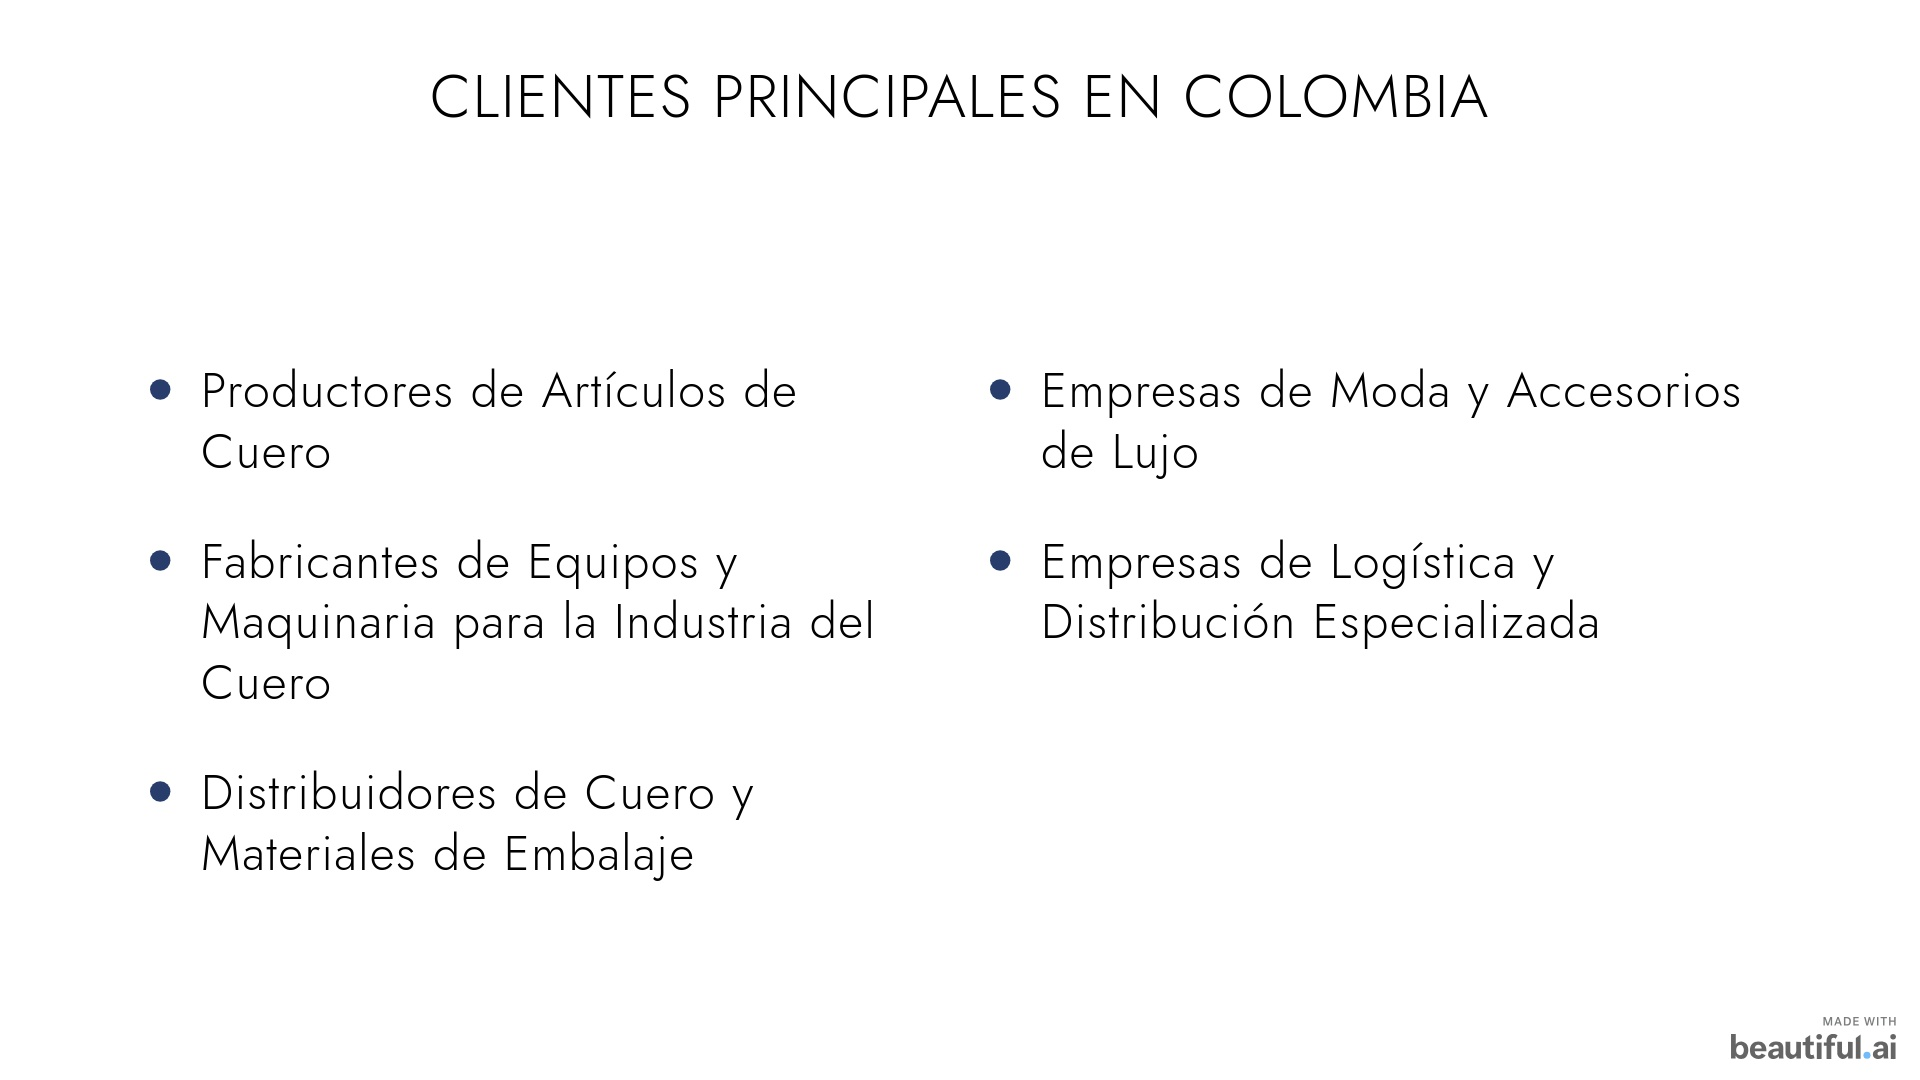 CLIENTES PRINCIPALES EN COLOMBIA
Productores de Artículos de
Cuero
Fabricantes de Equipos y
Maquinaria para la Industria del
Cuero
Distribuidores de Cuero y
Materiales de Embalaje
Empresas de Moda y Accesorios
de Lujo
Empresas de Logística y
Distribución Especializada
MADE WITH
beautiful.ai